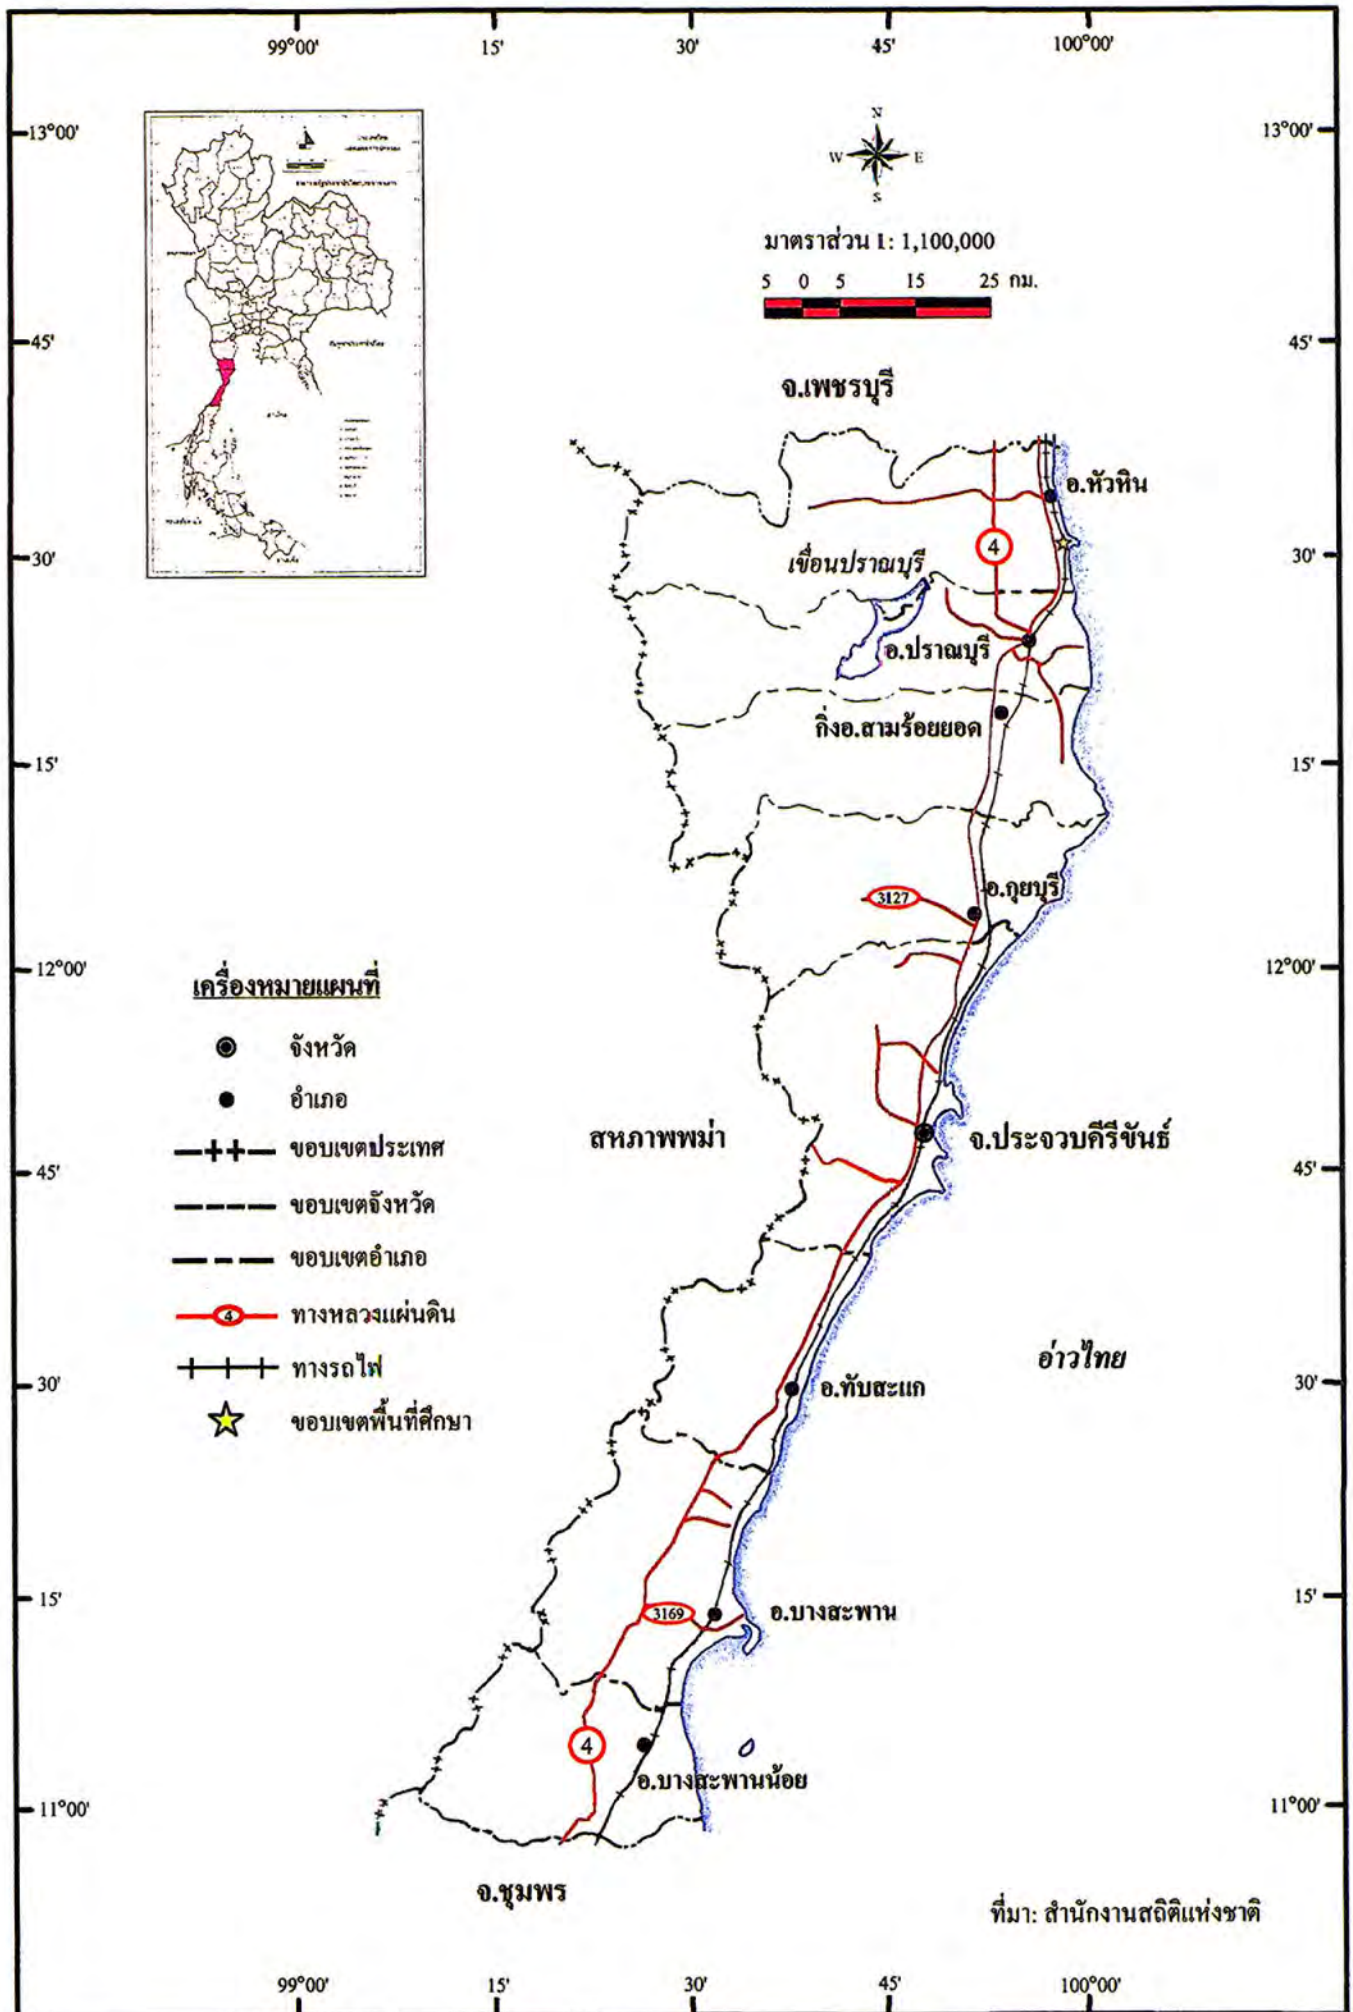 99°00'
15'
30'
45'
100°00'
13°00'
13°00'
N
W
E
S
มาตราส่วน 1: 1,100,000
5 0 5 15 25 กม.
45'
45'
จ.เพชรบุรี
อ.หัวหิน
4
30'
30'
เขื่อนปราณบุรี
อ.ปราณบุรี
กิ่งอ.สามร้อยยอด
15'
15'
อ.กุยบุรี
3127
12°00'
12°00'
เครื่องหมายแผนที่
จังหวัด
อำเภอ
ขอบเขตประเทศ
ขอบเขตจังหวัด
ขอบเขตอำเภอ
4 ทางหลวงแผ่นดิน
ทางรถไฟ
ขอบเขตพื้นที่ศึกษา
สหภาพพม่า
จ.ประจวบคีรีขันธ์
45'
45'
อ่าวไทย
30'
30'
อ.ทับสะแก
15'
15'
3169
อ.บางสะพาน
4
อ.บางสะพานน้อย
11°00'
11°00'
จ.ชุมพร
ที่มา: สำนักงานสถิติแห่งชาติ
99°00'
15'
30'
45'
100°00'